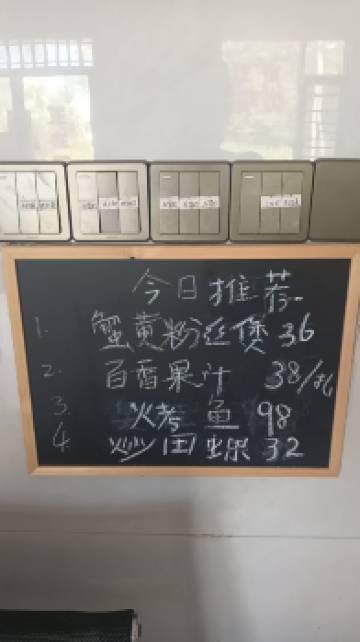 今日推荐
1. 蟹黄粉丝煲 36
2. 百香果汁 38/扎
3. 火考鱼 98
4. 炒田螺 32